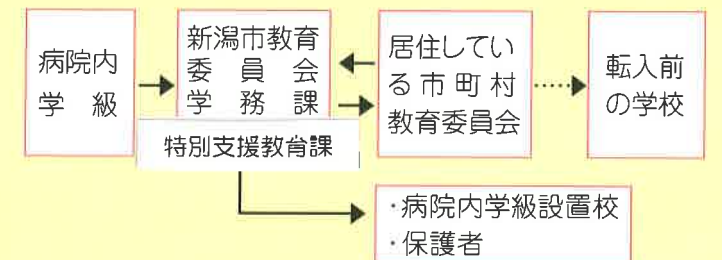 病院内
学級
新潟市教育
委員会
学務課
特別支援教育課
居住してい
る市町村
教育委員会
転入前
の学校
・病院内学級設置校
・保護者